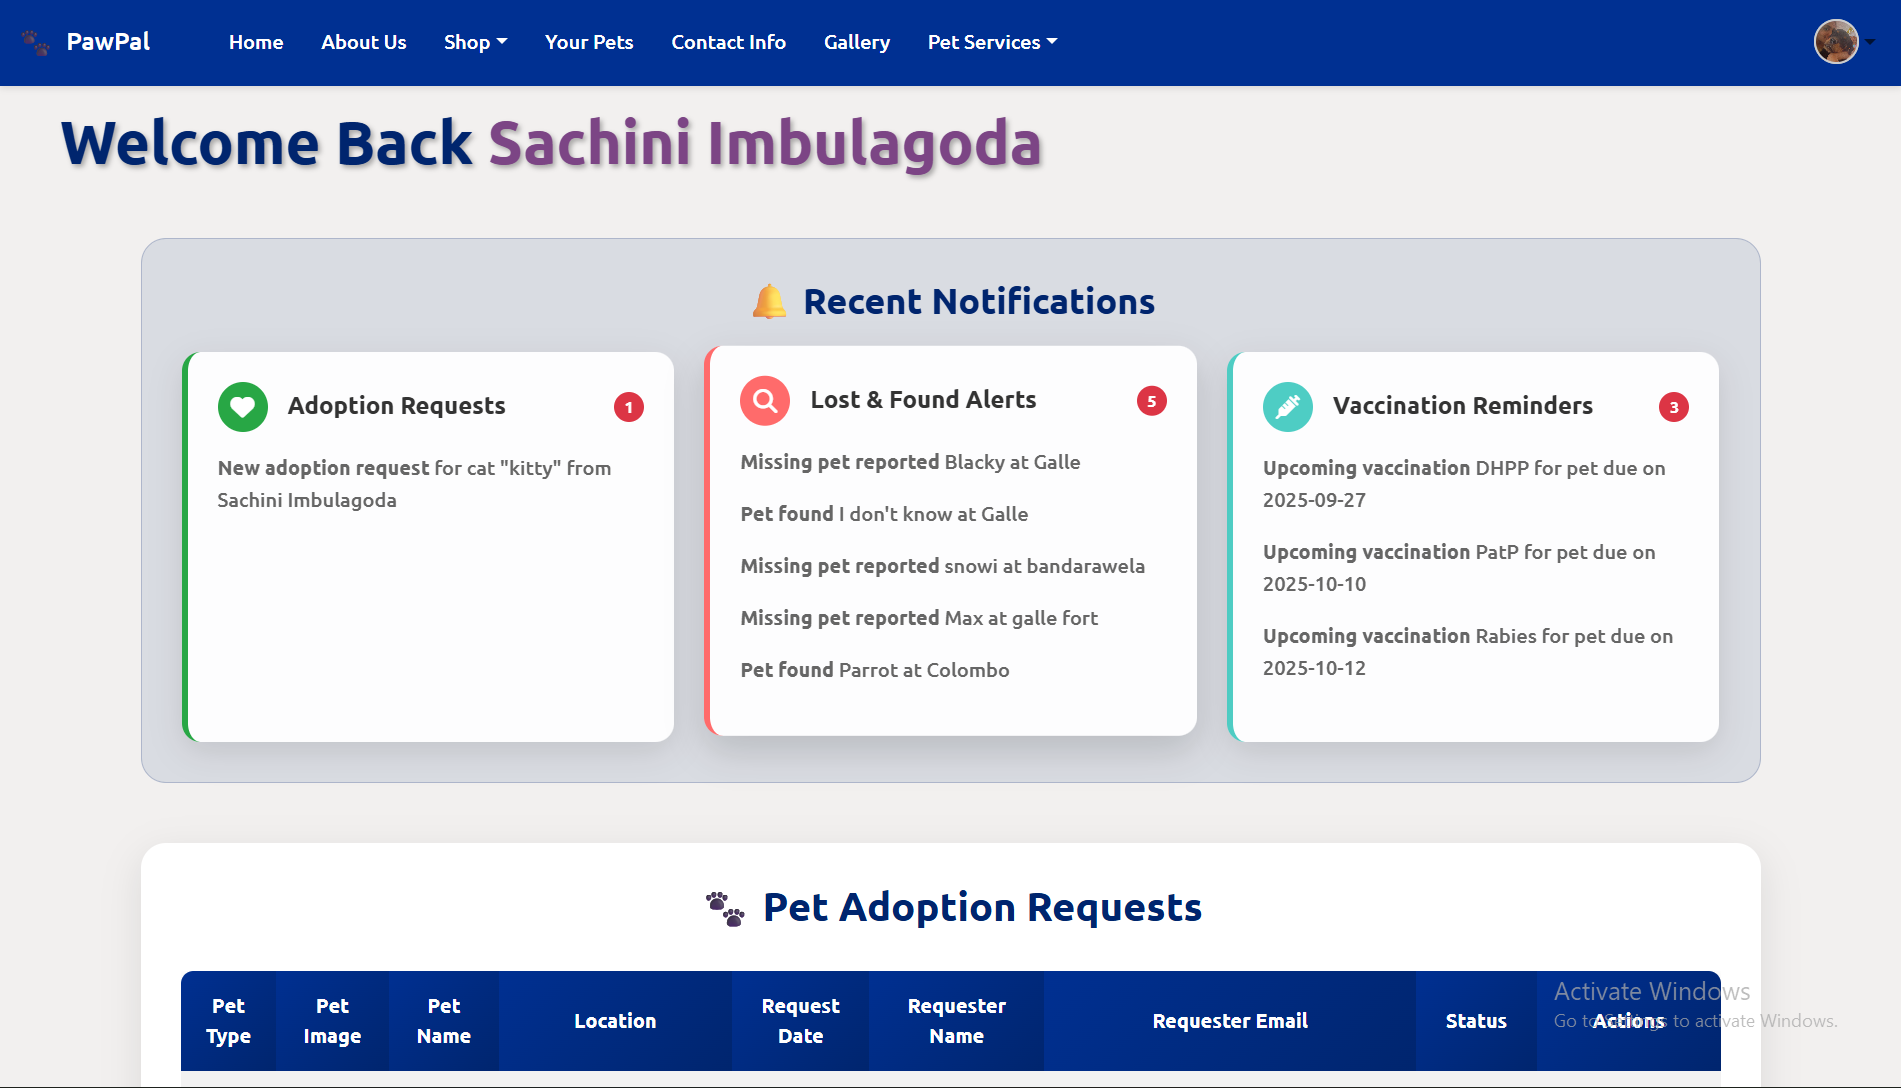 PawPal Home About Us Shop Your Pets Contact Info Gallery Pet Services
Welcome Back Sachini Imbulagoda
Recent Notifications
Adoption Requests 1
New adoption request for cat "kitty" from
Sachini Imbulagoda
Lost & Found Alerts 5
Missing pet reported Blacky at Galle
Pet found I don't know at Galle
Missing pet reported snowi at bandarawela
Missing pet reported Max at galle fort
Pet found Parrot at Colombo
Vaccination Reminders 3
Upcoming vaccination DHPP for pet due on
2025-09-27
Upcoming vaccination PatP for pet due on
2025-10-10
Upcoming vaccination Rabies for pet due on
2025-10-12
Pet Adoption Requests
Pet
Type
Pet
Image
Pet
Name
Location
Request
Date
Requester
Name
Requester Email
Status
Actions
Activate Windows
Go to Settings to activate Windows.